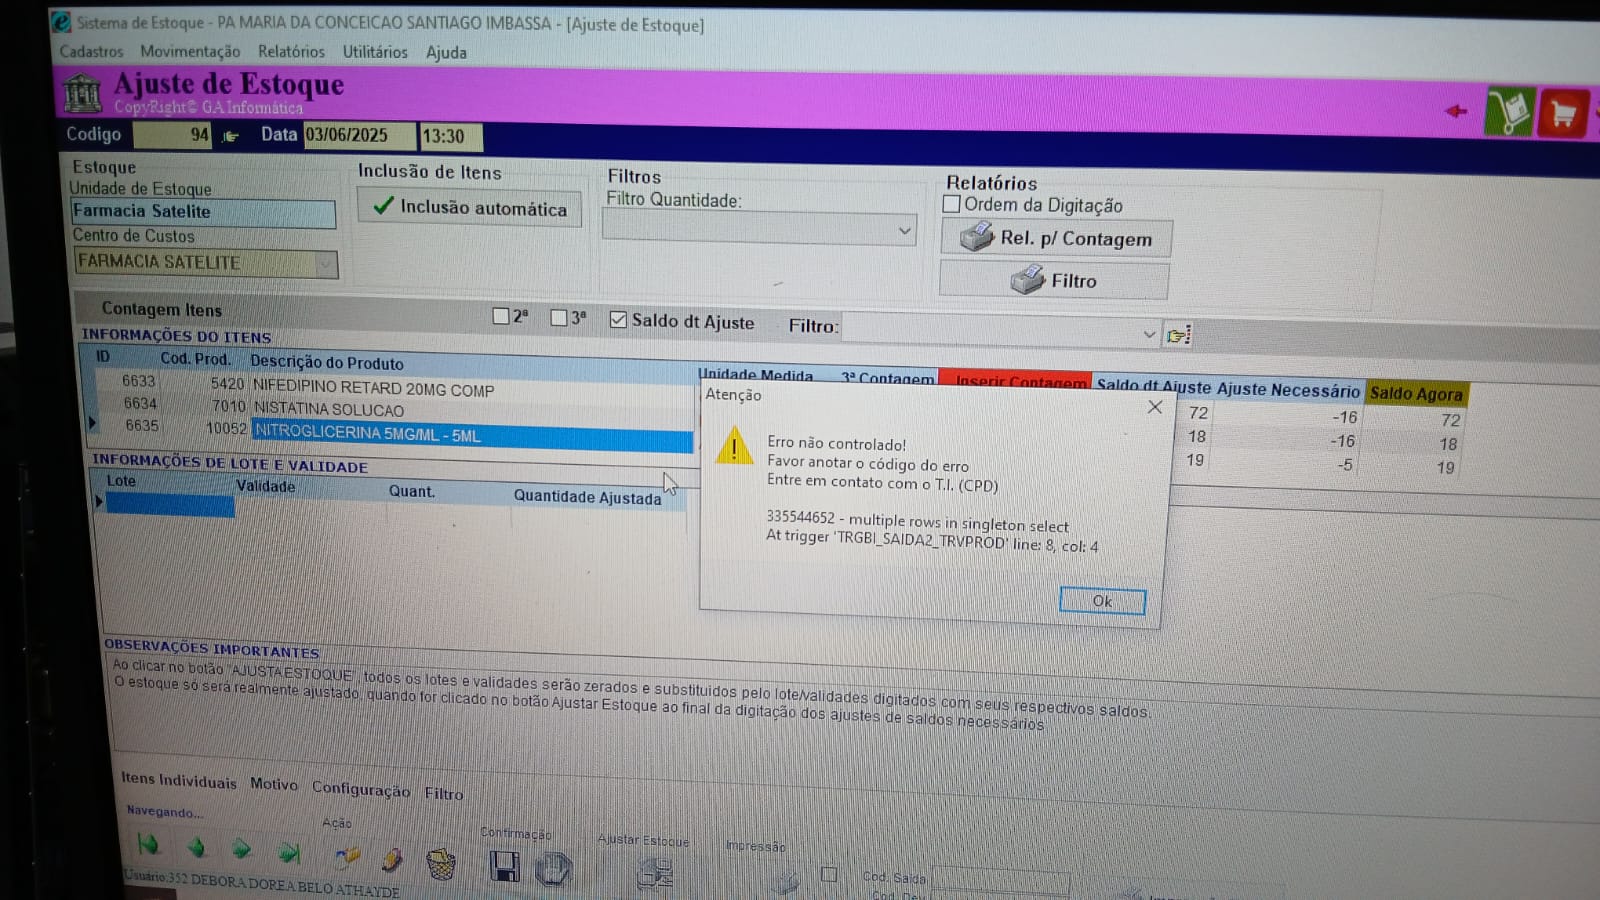 Sistema de Estoque - PA MARIA DA CONCEICAO SANTIAGO IMBASSA - [Ajuste de Estoque]
Cadastros Movimentação Relatórios Utilitários Ajuda
Ajuste de Estoque
CopyRight© GA Informática
Codigo 94 Data 03/06/2025 13:30
Estoque
Unidade de Estoque
Farmacia Satelite
Centro de Custos
FARMACIA SATELITE
Inclusão de Itens
Inclusão automática
Filtros
Filtro Quantidade:
Relatórios
Ordem da Digitação
Rel. p/ Contagem
Filtro
Contagem Itens 2ª 3ª Saldo dt Ajuste Filtro:
INFORMAÇÕES DO ITENS
ID Cod. Prod. Descrição do Produto Unidade Medida 3ª Contagem Inserir Contagem Saldo dt Ajuste Ajuste Necessário Saldo Agora
6633 5420 NIFEDIPINO RETARD 20MG COMP 72 -16 72
6634 7010 NISTATINA SOLUCAO 18 -16 18
6635 10052 NITROGLICERINA 5MG/ML - 5ML 19 -5 19
INFORMAÇÕES DE LOTE E VALIDADE
Lote Validade Quant. Quantidade Ajustada
Atenção
Erro não controlado!
Favor anotar o código do erro
Entre em contato com o T.I. (CPD)
335544652 - multiple rows in singleton select
At trigger 'TRGBI_SAIDA2_TRVPROD' line: 8, col: 4
Ok
OBSERVAÇÕES IMPORTANTES
Ao clicar no botão "AJUSTA ESTOQUE", todos os lotes e validades serão zerados e substituidos pelo lote/validades digitados com seus respectivos saldos.
O estoque só será realmente ajustado, quando for clicado no botão Ajustar Estoque ao final da digitação dos ajustes de saldos necessários
Itens Individuais Motivo Configuração Filtro
Navegando...
Ação
Confirmação
Ajustar Estoque
Impressão
Cod. Saida
Usuário:352 DEBORA DOREA BELO ATHAYDE